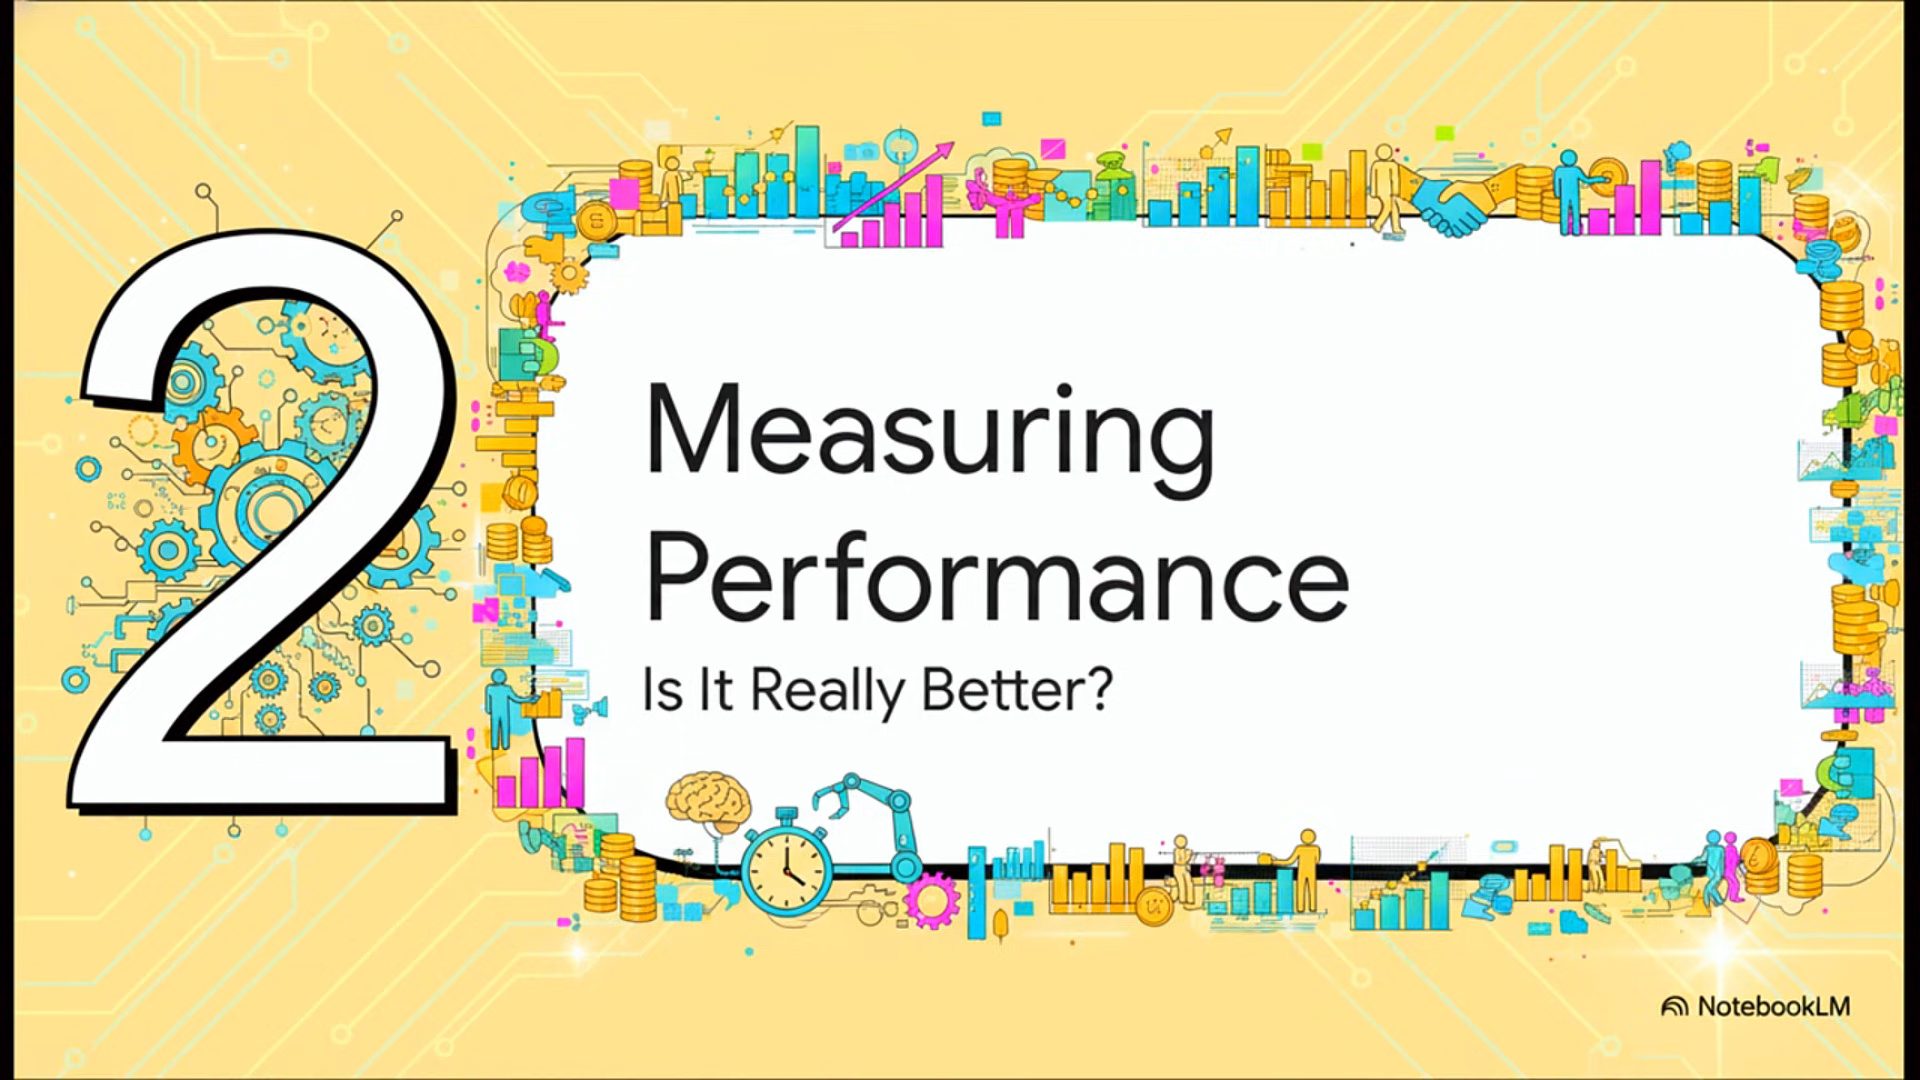 2
Measuring
Performance
Is It Really Better?
NotebookLM